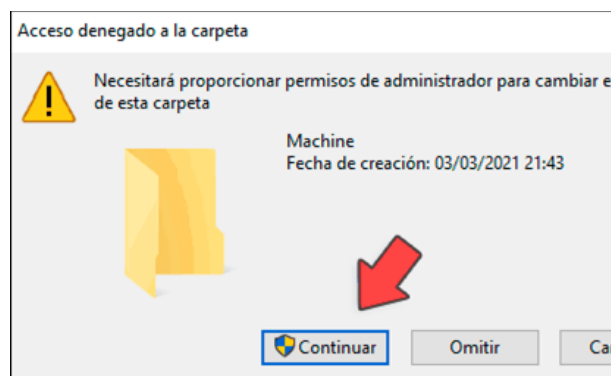 Acceso denegado a la carpeta
Necesitará proporcionar permisos de administrador para cambiar e
de esta carpeta
Machine
Fecha de creación: 03/03/2021 21:43
Continuar
Omitir
Ca